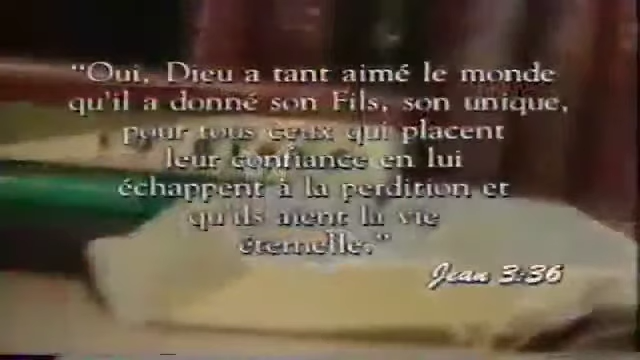 “Oui, Dieu a tant aimé le monde
qu'il a donné son Fils, son unique,
pour tous ceux qui placent
leur confiance en lui
échappent à la perdition et
qu'ils aient la vie
éternelle.”
Jean 3:36